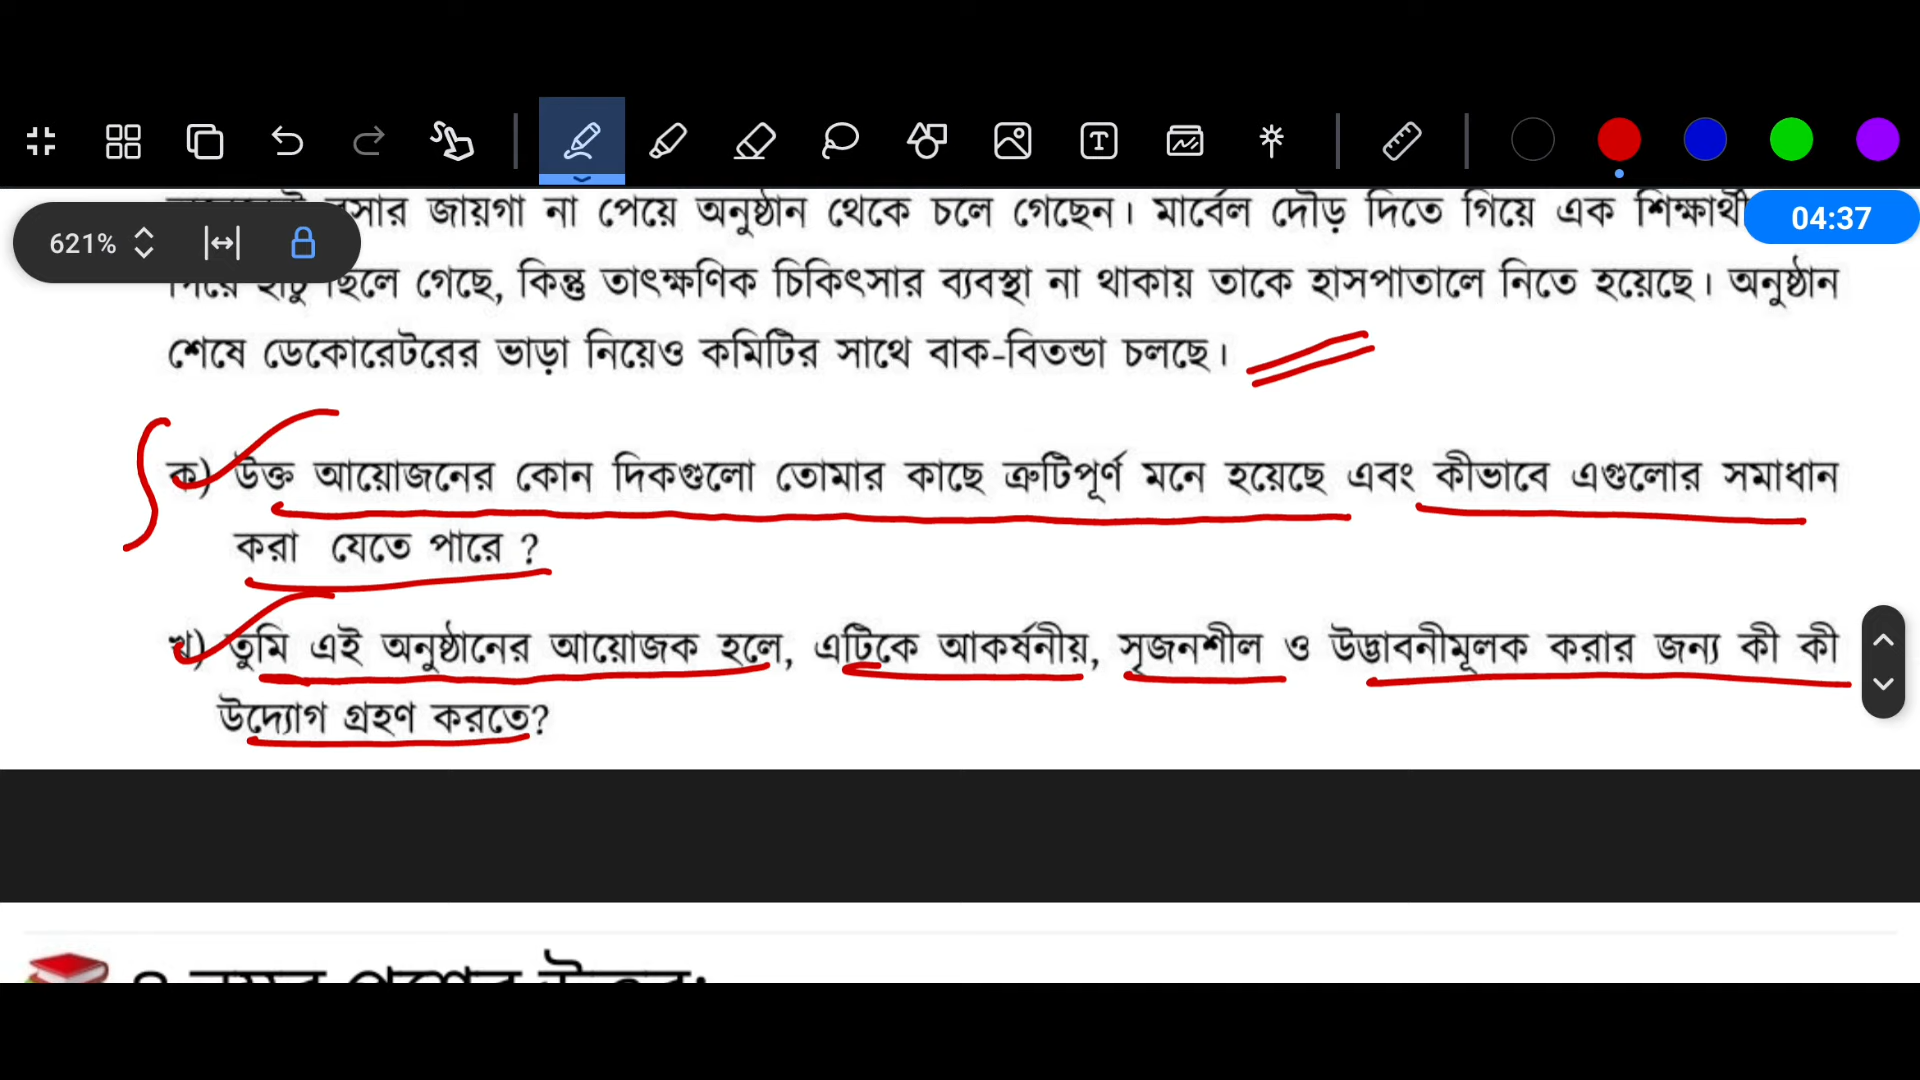 বসার জায়গা না পেয়ে অনুষ্ঠান থেকে চলে গেছেন। মার্বেল দৌড় দিতে গিয়ে এক শিক্ষার্থী
04:37
621%
ছিলে গেছে, কিন্তু তাৎক্ষণিক চিকিৎসার ব্যবস্থা না থাকায় তাকে হাসপাতালে নিতে হয়েছে। অনুষ্ঠান
শেষে ডেকোরেটরের ভাড়া নিয়েও কমিটির সাথে বাক-বিতন্ডা চলছে।
ক) উক্ত আয়োজনের কোন দিকগুলো তোমার কাছে ত্রুটিপূর্ণ মনে হয়েছে এবং কীভাবে এগুলোর সমাধান
করা যেতে পারে ?
খ) তুমি এই অনুষ্ঠানের আয়োজক হলে, এটিকে আকর্ষনীয়, সৃজনশীল ও উদ্ভাবনীমূলক করার জন্য কী কী
উদ্যোগ গ্রহণ করতে?